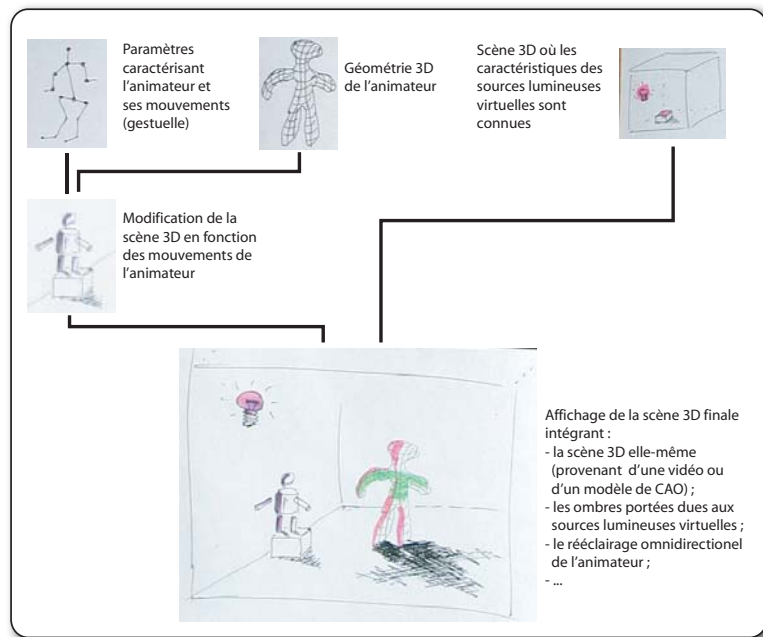 Paramètres
caractérisant
l'animateur et
ses mouvements
(gestuelle)
Géométrie 3D
de l'animateur
Scène 3D où les
caractéristiques des
sources lumineuses
virtuelles sont
connues
Modification de la
scène 3D en fonction
des mouvements de
l'animateur
Affichage de la scène 3D finale
intégrant :
- la scène 3D elle-même
(provenant d'une vidéo ou
d'un modèle de CAO) ;
- les ombres portées dues aux
sources lumineuses virtuelles ;
- le rééclairage omnidirectionel
de l'animateur ;
- ...